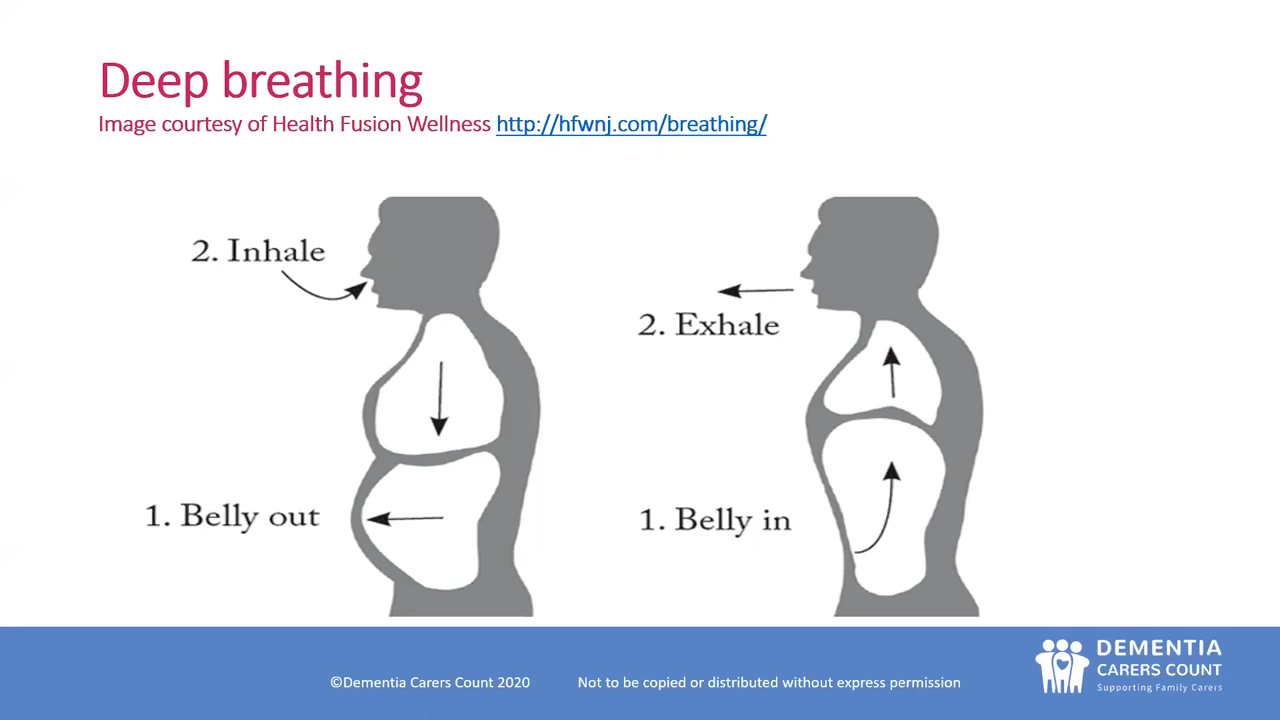 Deep breathing
Image courtesy of Health Fusion Wellness http://hfwnj.com/breathing/
2. Inhale
1. Belly out
2. Exhale
1. Belly in
©Dementia Carers Count 2020
Not to be copied or distributed without express permission
DEMENTIA
CARERS COUNT
Supporting Family Carers